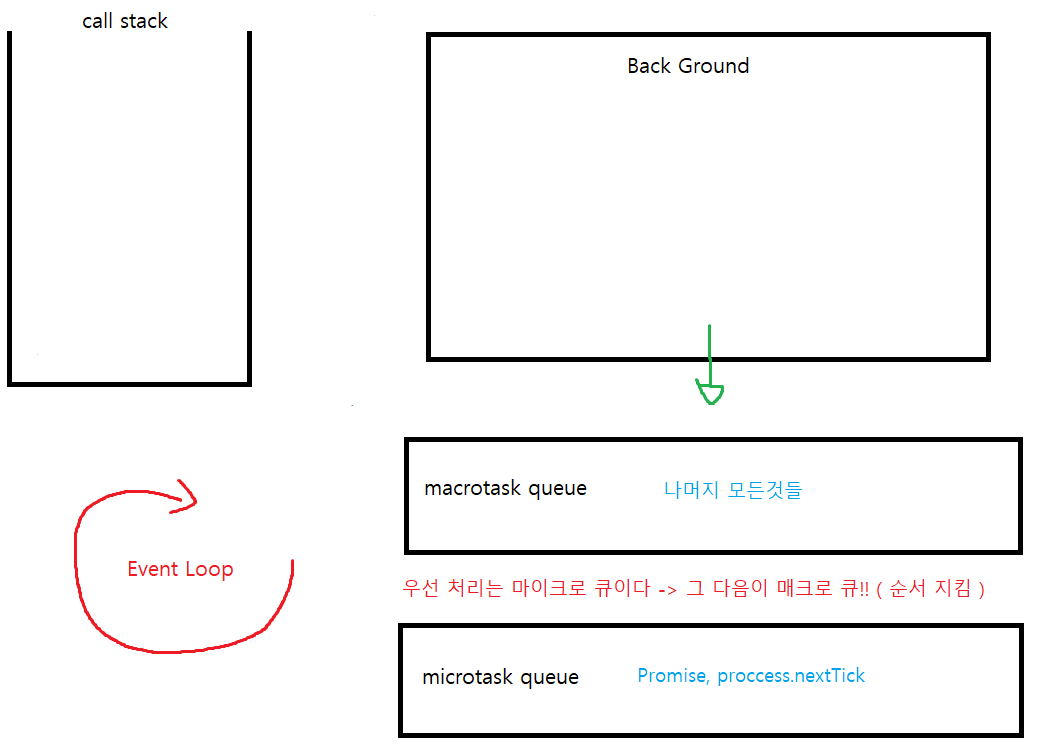 call stack
Back Ground
macrotask queue 나머지 모든것들
Event Loop
우선 처리는 마이크로 큐이다 -> 그 다음이 매크로 큐!! ( 순서 지킴 )
microtask queue Promise, proccess.nextTick